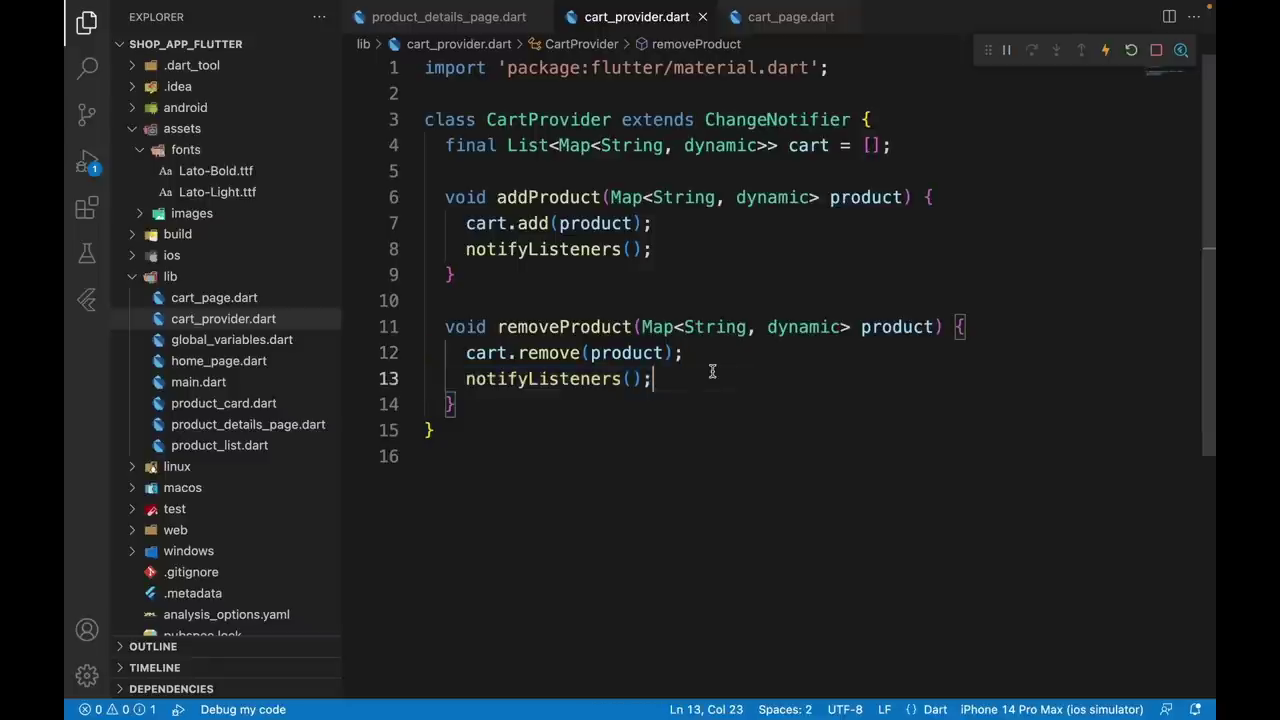 EXPLORER
SHOP_APP_FLUTTER
.dart_tool
.idea
android
assets
fonts
Aa Lato-Bold.ttf
Aa Lato-Light.ttf
images
build
ios
lib
cart_page.dart
cart_provider.dart
global_variables.dart
home_page.dart
main.dart
product_card.dart
product_details_page.dart
product_list.dart
linux
macos
test
web
windows
.gitignore
.metadata
analysis_options.yaml
pubspec.lock
OUTLINE
TIMELINE
DEPENDENCIES
1
product_details_page.dart cart_provider.dart cart_page.dart
lib > cart_provider.dart > CartProvider > removeProduct
1 import 'package:flutter/material.dart';
2
3 class CartProvider extends ChangeNotifier {
4 final List<Map<String, dynamic>> cart = [];
5
6 void addProduct(Map<String, dynamic> product) {
7 cart.add(product);
8 notifyListeners();
9 }
10
11 void removeProduct(Map<String, dynamic> product) {
12 cart.remove(product);
13 notifyListeners();
14 }
15 }
16
0 0 1 Debug my code Ln 13, Col 23 Spaces: 2 UTF-8 LF {} Dart iPhone 14 Pro Max (ios simulator)